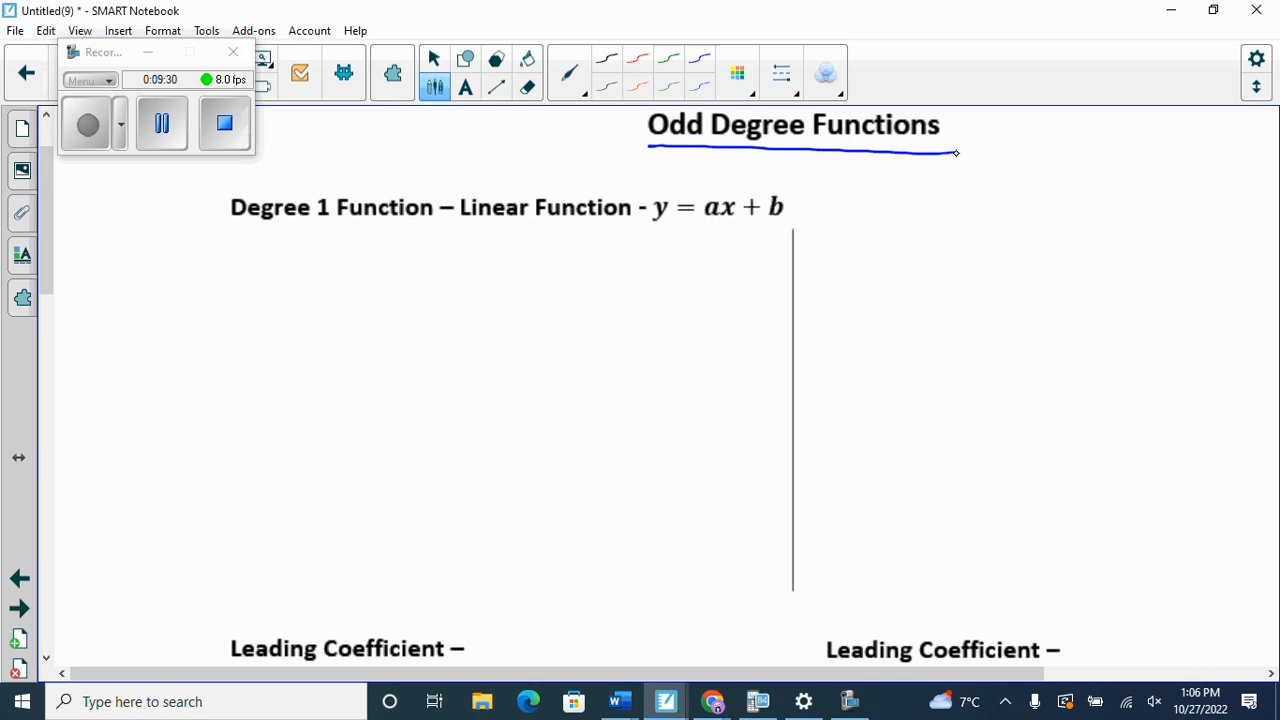 Untitled(9) * - SMART Notebook
File Edit View Insert Format Tools Add-ons Account Help
Recor...
Menu 0:09:30 8.0 fps
Odd Degree Functions
Degree 1 Function – Linear Function - y = ax + b
Leading Coefficient –
Leading Coefficient –
Type here to search
7°C
1:06 PM
10/27/2022